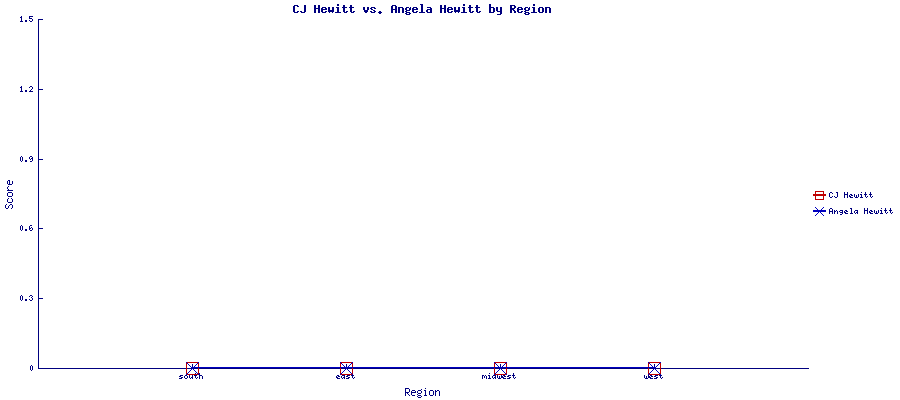 CJ Hewitt vs. Angela Hewitt by Region
1.5
1.2
0.9
0.6
0.3
0
Score
south east midwest west
Region
CJ Hewitt
Angela Hewitt